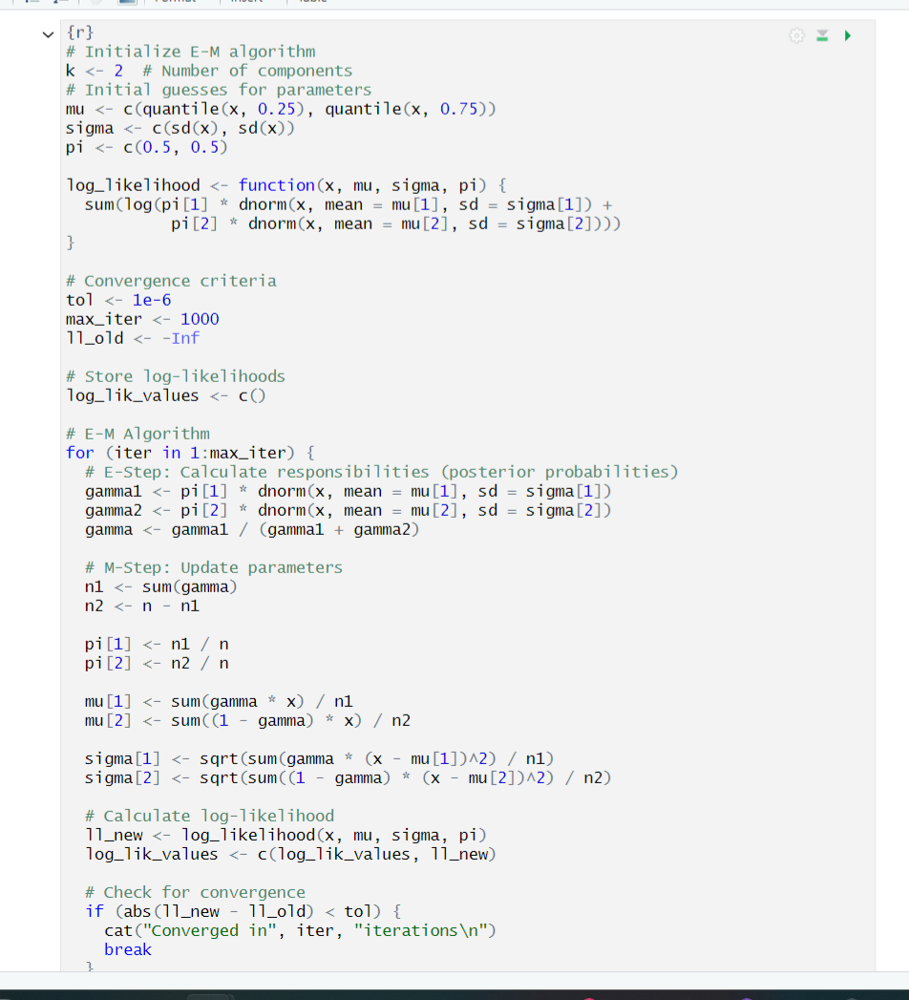 Format
Insert
Table
{r}
# Initialize E-M algorithm
k <- 2  # Number of components
# Initial guesses for parameters
mu <- c(quantile(x, 0.25), quantile(x, 0.75))
sigma <- c(sd(x), sd(x))
pi <- c(0.5, 0.5)

log_likelihood <- function(x, mu, sigma, pi) {
  sum(log(pi[1] * dnorm(x, mean = mu[1], sd = sigma[1]) +
           pi[2] * dnorm(x, mean = mu[2], sd = sigma[2])))
}

# Convergence criteria
tol <- 1e-6
max_iter <- 1000
ll_old <- -Inf

# Store log-likelihoods
log_lik_values <- c()

# E-M Algorithm
for (iter in 1:max_iter) {
  # E-Step: Calculate responsibilities (posterior probabilities)
  gamma1 <- pi[1] * dnorm(x, mean = mu[1], sd = sigma[1])
  gamma2 <- pi[2] * dnorm(x, mean = mu[2], sd = sigma[2])
  gamma <- gamma1 / (gamma1 + gamma2)

  # M-Step: Update parameters
  n1 <- sum(gamma)
  n2 <- n - n1

  pi[1] <- n1 / n
  pi[2] <- n2 / n

  mu[1] <- sum(gamma * x) / n1
  mu[2] <- sum((1 - gamma) * x) / n2

  sigma[1] <- sqrt(sum(gamma * (x - mu[1])^2) / n1)
  sigma[2] <- sqrt(sum((1 - gamma) * (x - mu[2])^2) / n2)

  # Calculate log-likelihood
  ll_new <- log_likelihood(x, mu, sigma, pi)
  log_lik_values <- c(log_lik_values, ll_new)

  # Check for convergence
  if (abs(ll_new - ll_old) < tol) {
    cat("Converged in", iter, "iterations\n")
    break
  }